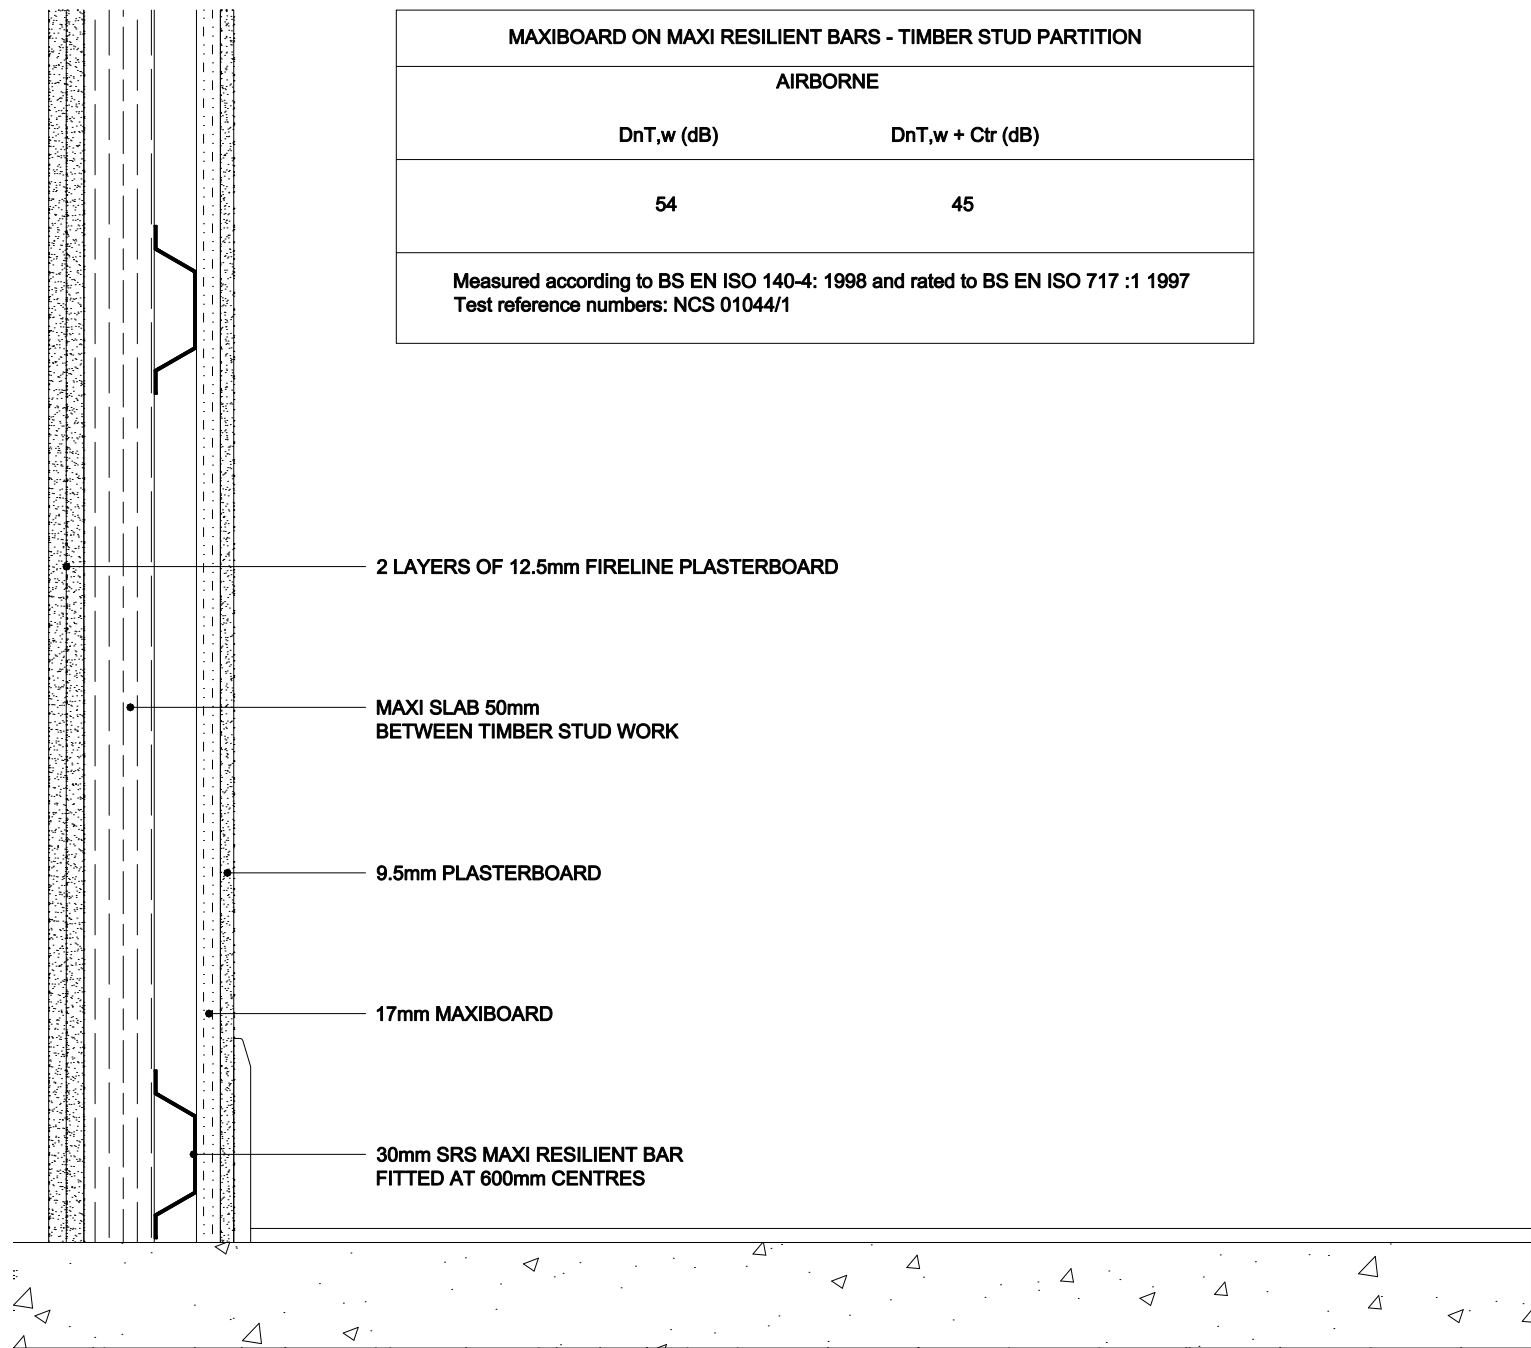 MAXIBOARD ON MAXI RESILIENT BARS - TIMBER STUD PARTITION
AIRBORNE
DnT,w (dB) DnT,w + Ctr (dB)
54 45
Measured according to BS EN ISO 140-4: 1998 and rated to BS EN ISO 717 :1 1997
Test reference numbers: NCS 01044/1
2 LAYERS OF 12.5mm FIRELINE PLASTERBOARD
MAXI SLAB 50mm
BETWEEN TIMBER STUD WORK
9.5mm PLASTERBOARD
17mm MAXIBOARD
30mm SRS MAXI RESILIENT BAR
FITTED AT 600mm CENTRES